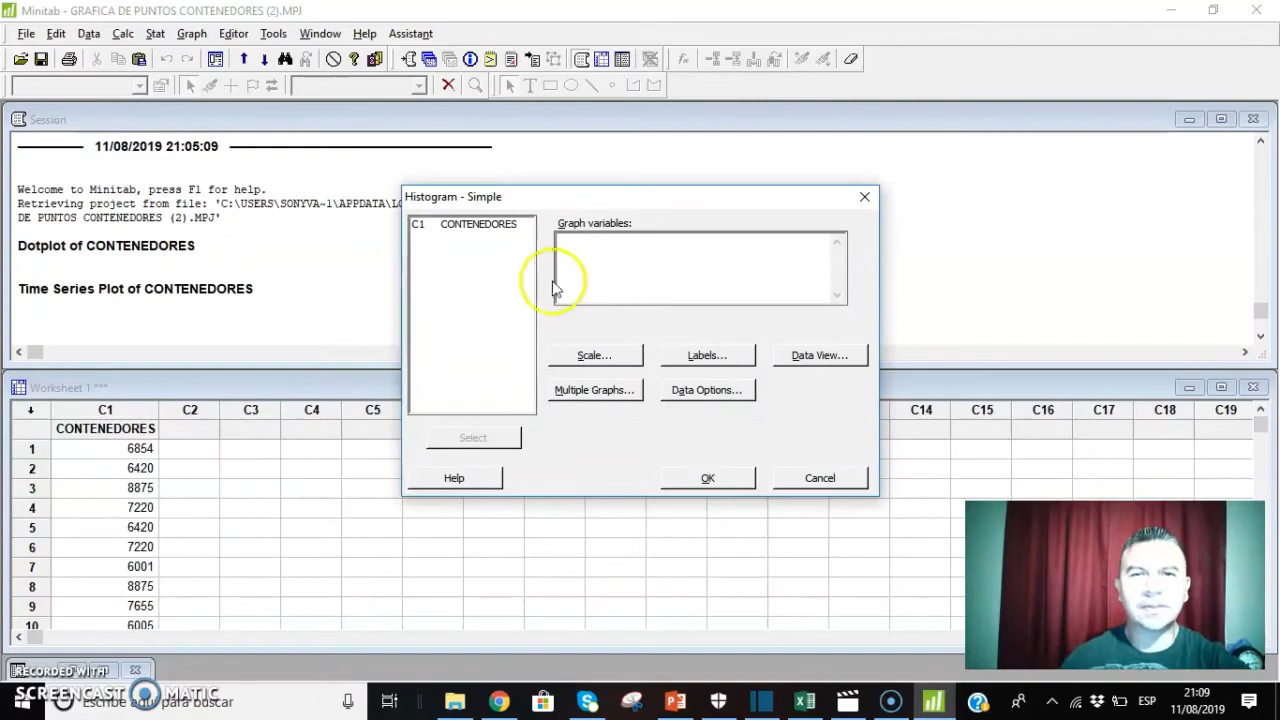 Minitab - GRAFICA DE PUNTOS CONTENEDORES (2).MPJ
File Edit Data Calc Stat Graph Editor Tools Window Help Assistant
Session
11/08/2019 21:05:09
Welcome to Minitab, press F1 for help.
Retrieving project from file: 'C:\USERS\SONYVA~1\APPDATA\LO
DE PUNTOS CONTENEDORES (2).MPJ'
Dotplot of CONTENEDORES
Time Series Plot of CONTENEDORES
Histogram - Simple
C1 CONTENEDORES
Graph variables:
Scale... Labels... Data View...
Multiple Graphs... Data Options...
Select
Help OK Cancel
Worksheet 1 ***
C1 C2 C3 C4 C5 C14 C15 C16 C17 C18 C19
CONTENEDORES
1 6854
2 6420
3 8875
4 7220
5 6420
6 7220
7 6001
8 8875
9 7655
10 6005
RECORDED WITH
SCREENCAST MATIC
Escribe aquí para buscar
ESP
21:09
11/08/2019